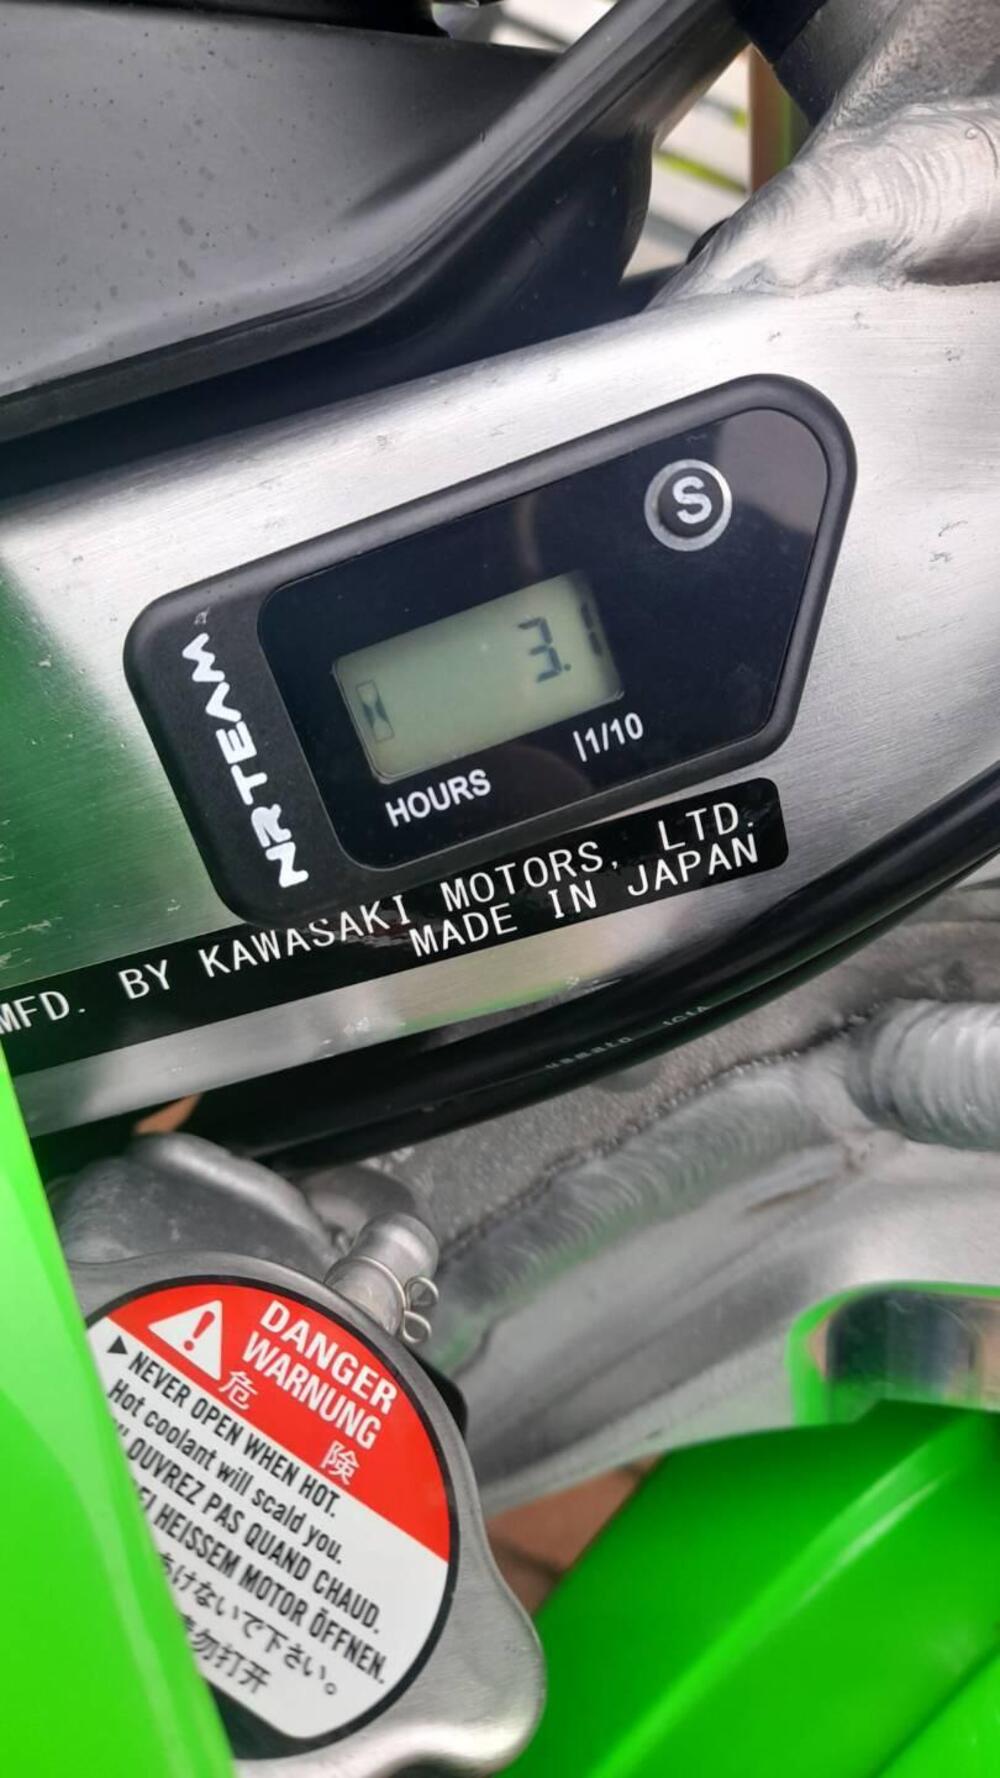 S
3.1
HOURS
1/10
NRTEAM
MFD. BY KAWASAKI MOTORS, LTD.
MADE IN JAPAN
DANGER
WARNUNG
危 険
▶NEVER OPEN WHEN HOT.
Hot coolant will scald you.
OUVREZ PAS QUAND CHAUD.
HEISSEM MOTOR ÖFFNEN.
あけないで下さい。
勿打开